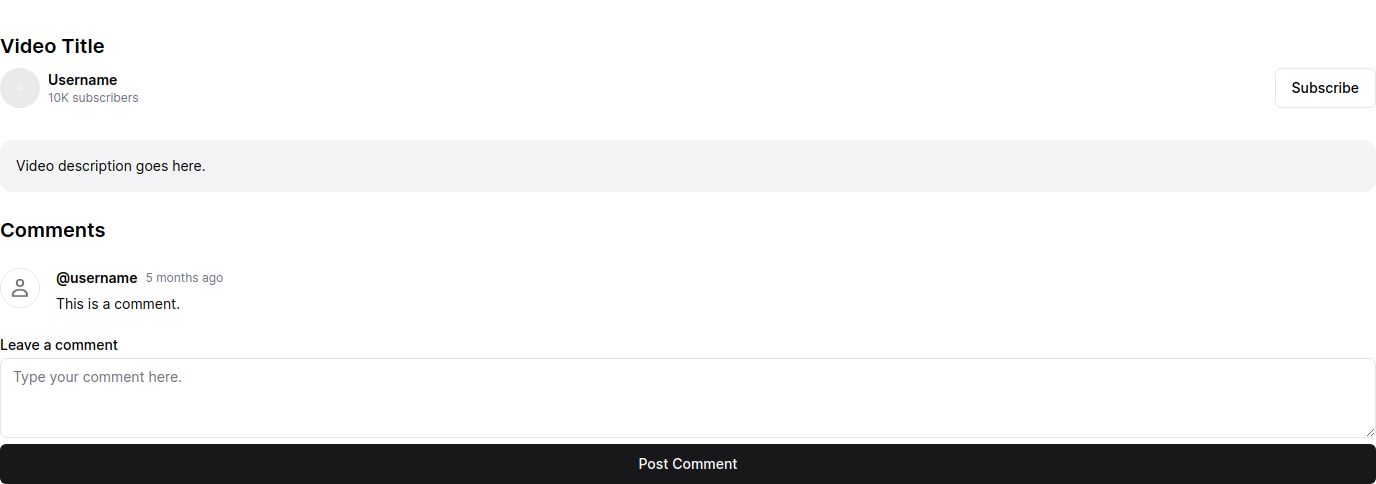 Video Title
Username
10K subscribers
Subscribe
Video description goes here.
Comments
@username 5 months ago
This is a comment.
Leave a comment
Type your comment here.
Post Comment